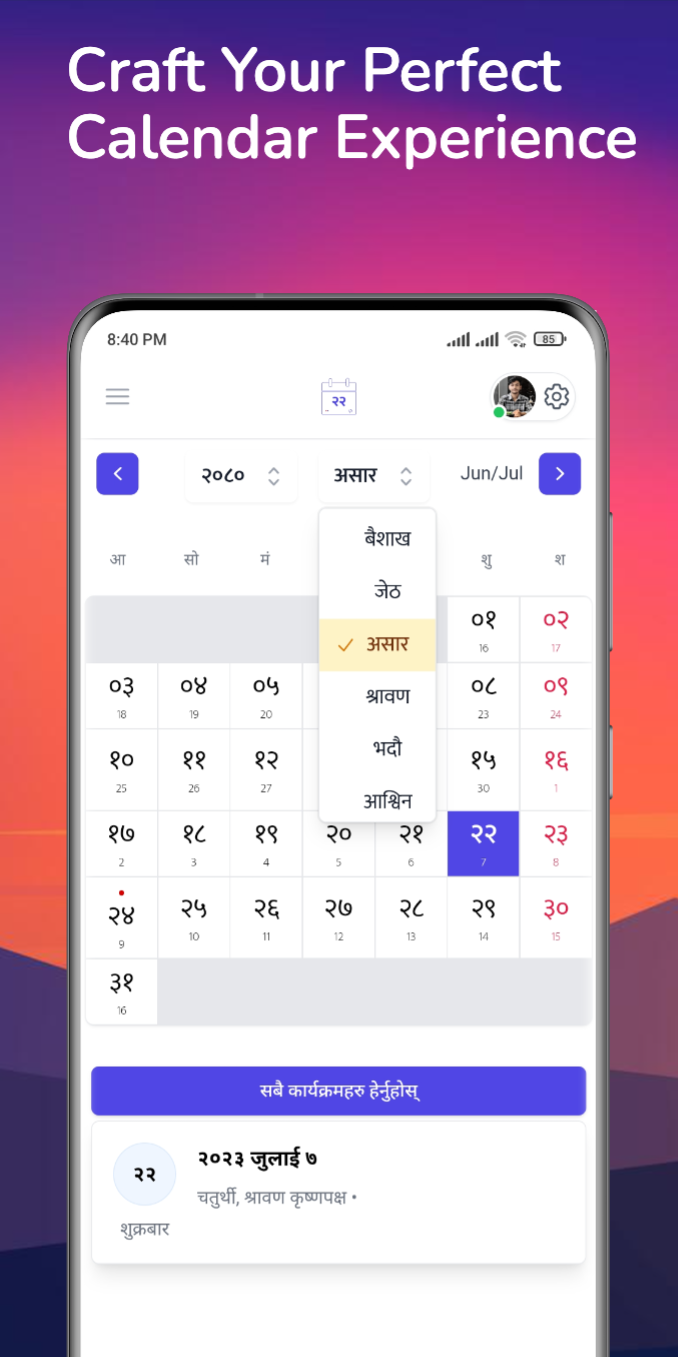 Craft Your Perfect
Calendar Experience
8:40 PM
85
२२
२०८०
असार
Jun/Jul
बैशाख
जेठ
असार
श्रावण
भदौ
आश्विन
आ सो मं शु श
०१ ०२
16 17
०३ ०४ ०५ ०८ ०९
18 19 20 23 24
१० ११ १२ १५ १६
25 26 27 30 1
१७ १८ १९ २० २१ २२ २३
2 3 4 5 6 7 8
२४ २५ २६ २७ २८ २९ ३०
9 10 11 12 13 14 15
३१
16
सबै कार्यक्रमहरु हेर्नुहोस्
२२
२०२३ जुलाई ७
चतुर्थी, श्रावण कृष्णपक्ष •
शुक्रबार